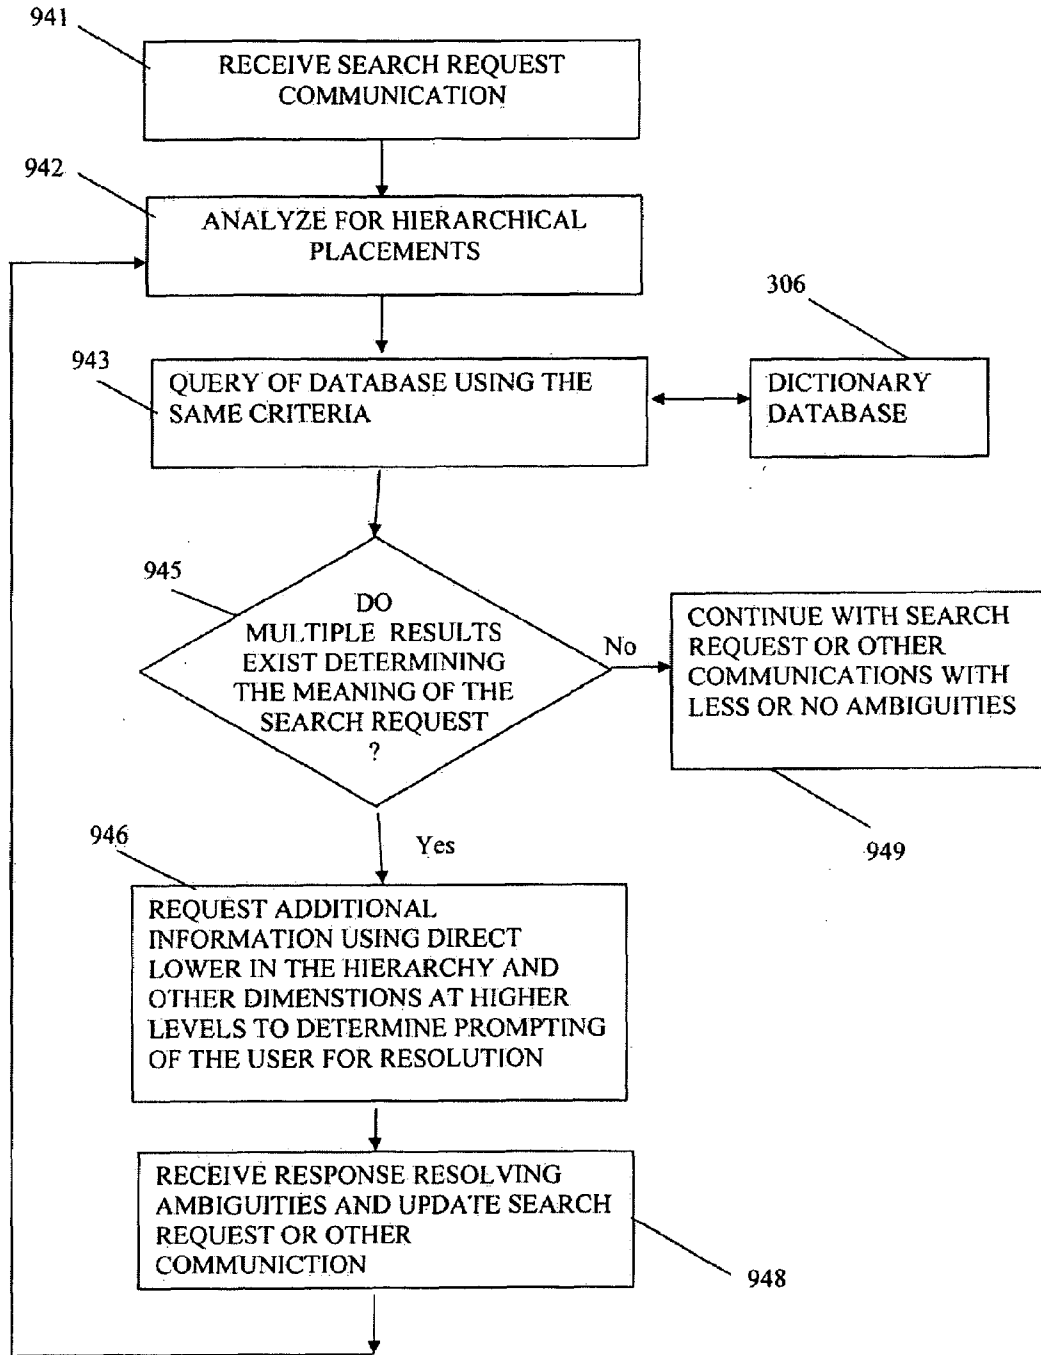 941
RECEIVE SEARCH REQUEST
COMMUNICATION
942
ANALYZE FOR HIERARCHICAL
PLACEMENTS
306
943
QUERY OF DATABASE USING THE
SAME CRITERIA
DICTIONARY
DATABASE
945
DO
MULTIPLE RESULTS
EXIST DETERMINING
THE MEANING OF THE
SEARCH REQUEST
?
No
CONTINUE WITH SEARCH
REQUEST OR OTHER
COMMUNICATIONS WITH
LESS OR NO AMBIGUITIES
949
946
Yes
REQUEST ADDITIONAL
INFORMATION USING DIRECT
LOWER IN THE HIERARCHY AND
OTHER DIMENSTIONS AT HIGHER
LEVELS TO DETERMINE PROMPTING
OF THE USER FOR RESOLUTION
RECEIVE RESPONSE RESOLVING
AMBIGUITIES AND UPDATE SEARCH
REQUEST OR OTHER
COMMUNICTION
948